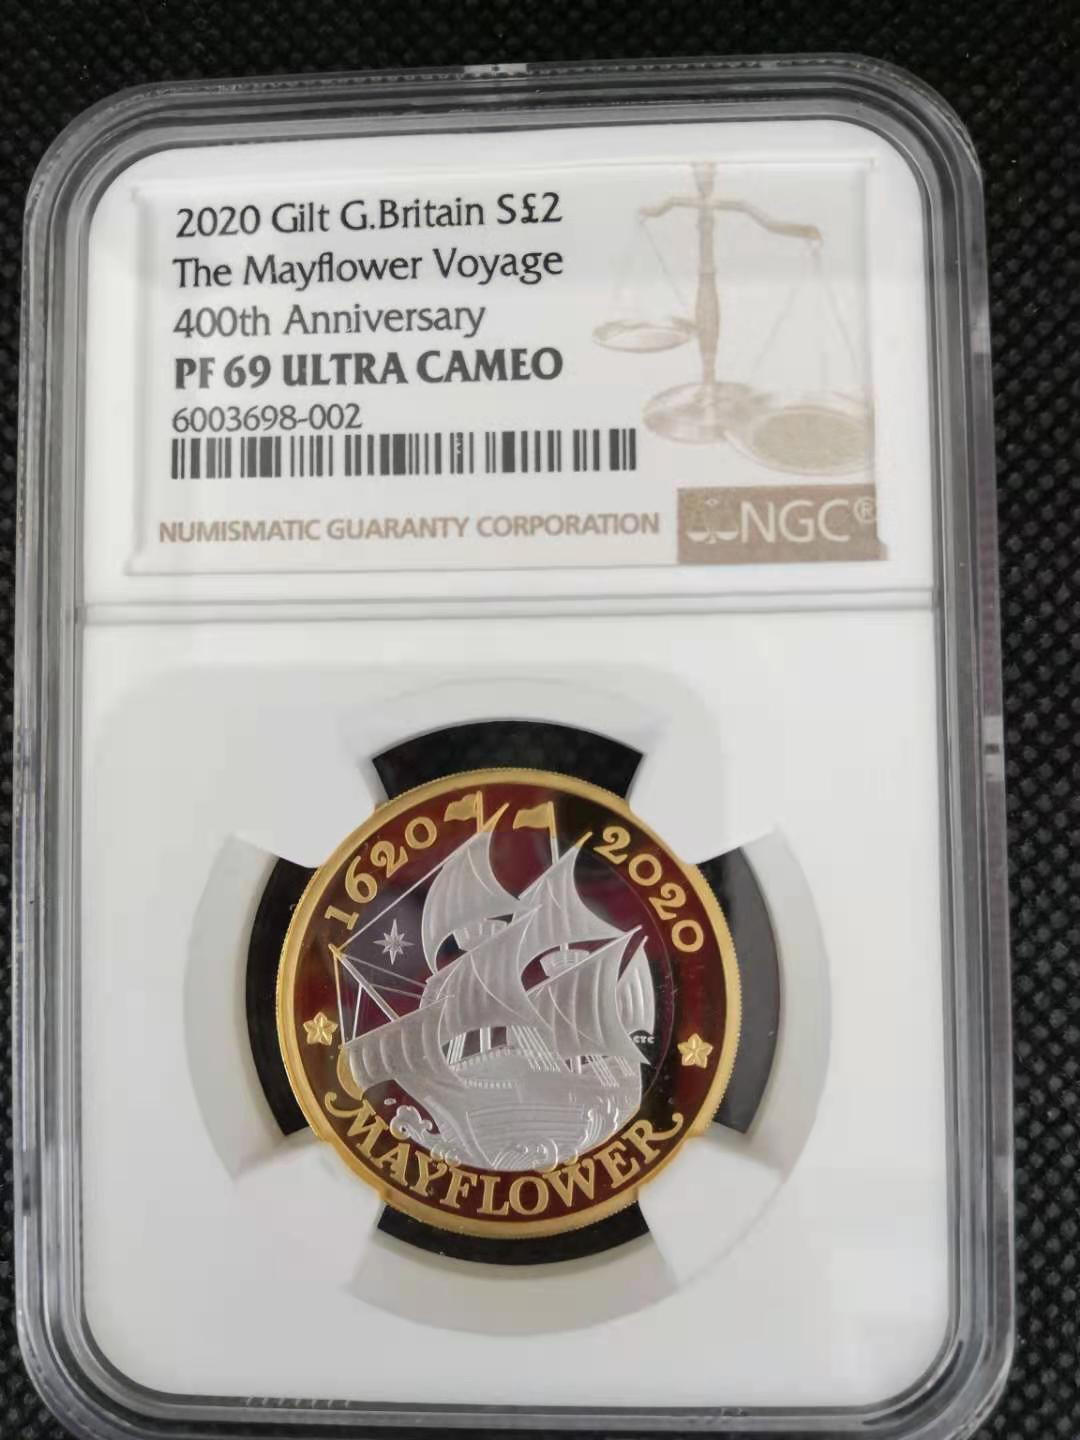 2020 Gilt G.Britain S£2
The Mayflower Voyage
400th Anniversary
PF 69 ULTRA CAMEO
6003698-002
NUMISMATIC GUARANTY CORPORATION
NGC®
1620
2020
CTC
MAYFLOWER